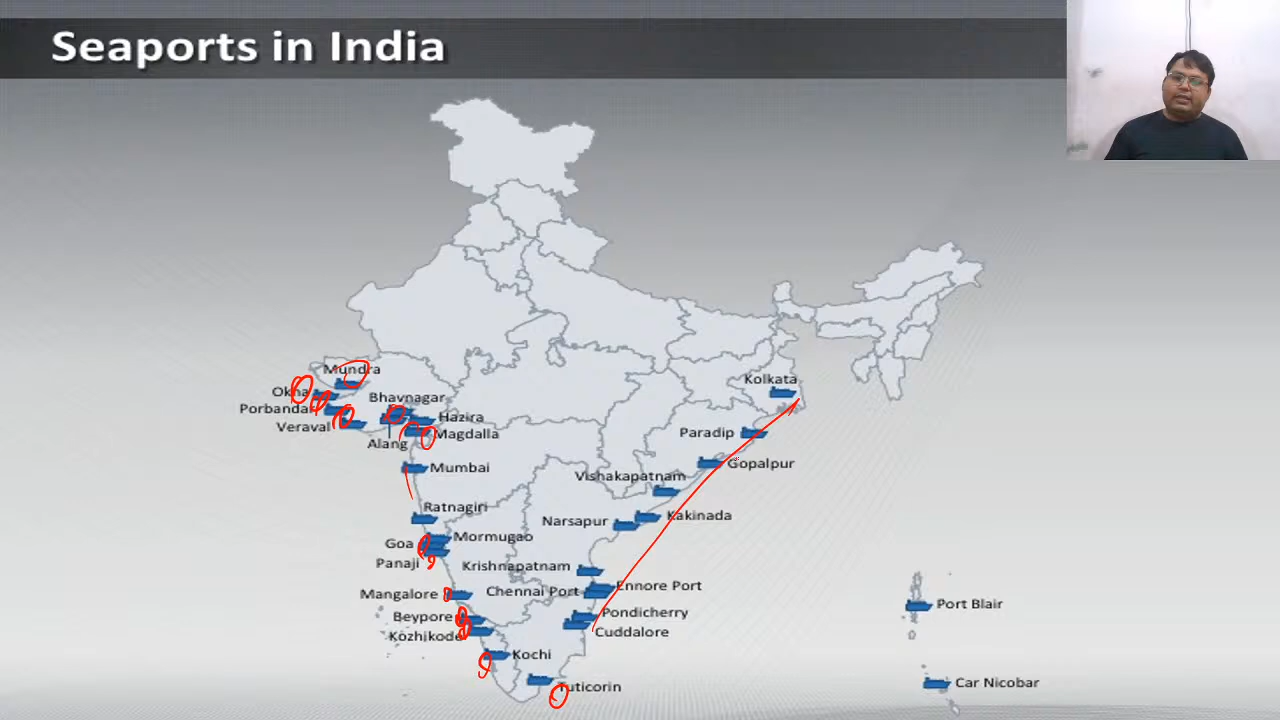 Seaports in India
Mundra
Okha
Bhavnagar
Porbandar
Hazira
Veraval
Magdalla
Alang
Kolkata
Paradip
Mumbai
Gopalpur
Vishakapatnam
Ratnagiri
Narsapur
Kakinada
Goa
Mormugao
Panaji
Krishnapatnam
Mangalore
Chennai Port
Ennore Port
Beypore
Pondicherry
Kozhikode
Cuddalore
Kochi
Tuticorin
Port Blair
Car Nicobar